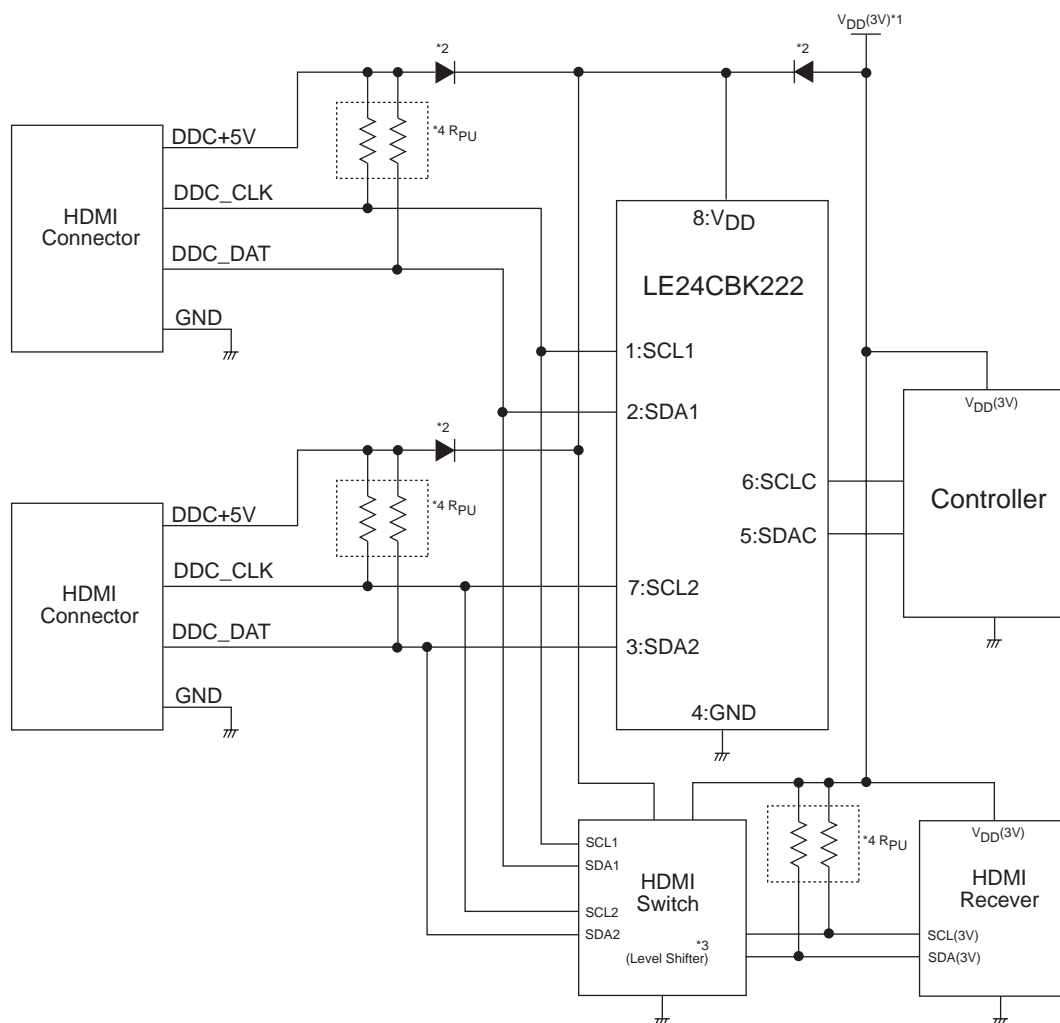 VDD(3V)*1
*2
*2
DDC+5V
*4 RPU
DDC_CLK
HDMI
Connector
DDC_DAT
GND
8:VDD
LE24CBK222
1:SCL1
2:SDA1
VDD(3V)
Controller
*2
DDC+5V
*4 RPU
DDC_CLK
HDMI
Connector
DDC_DAT
GND
6:SCLC
5:SDAC
7:SCL2
3:SDA2
4:GND
SCL1
SDA1
SCL2
SDA2
HDMI
Switch
*3
(Level Shifter)
*4 RPU
VDD(3V)
HDMI
Recever
SCL(3V)
SDA(3V)